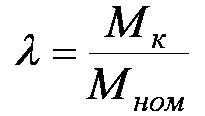 λ = Mк / Mном